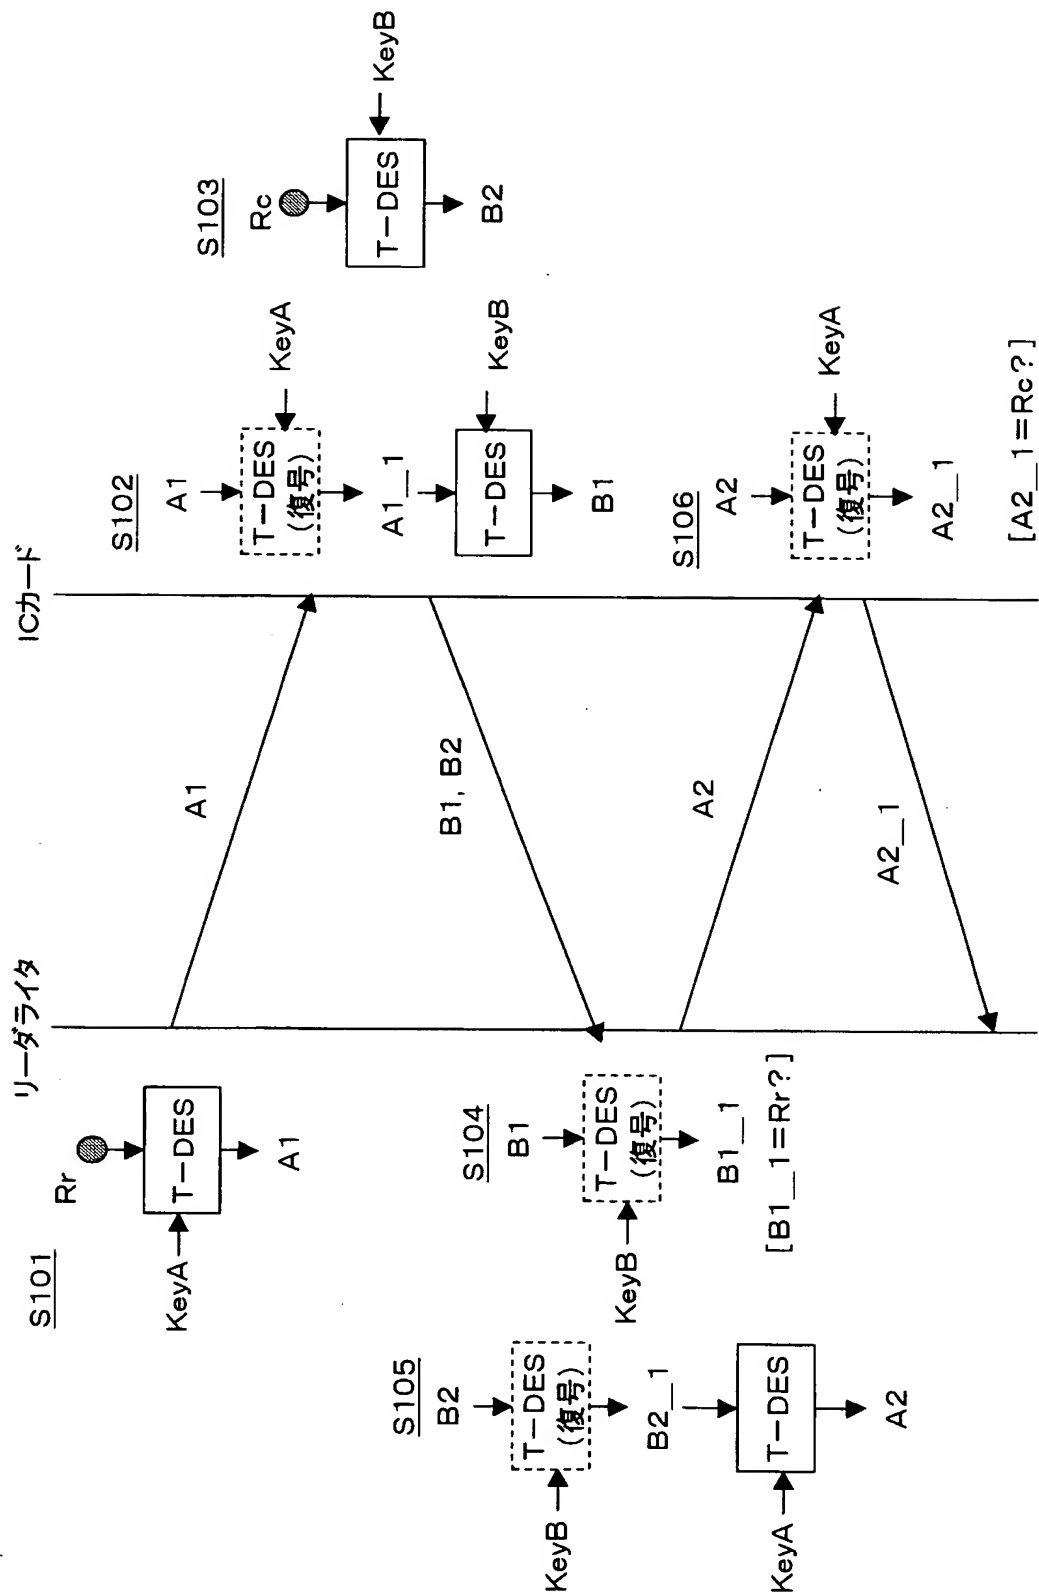 リーダライタ
ICカード
S101
Rr
KeyA
T-DES
A1
A1
S102
A1
T-DES
(復号)
KeyA
A1_1
T-DES
KeyB
B1
S103
Rc
T-DES
KeyB
B2
B1, B2
S104
B1
T-DES
(復号)
KeyB
B1_1
[B1_1=Rr?]
S105
B2
T-DES
(復号)
KeyB
B2_1
T-DES
KeyA
A2
A2
S106
A2
T-DES
(復号)
KeyA
A2_1
[A2_1=Rc?]
A2_1